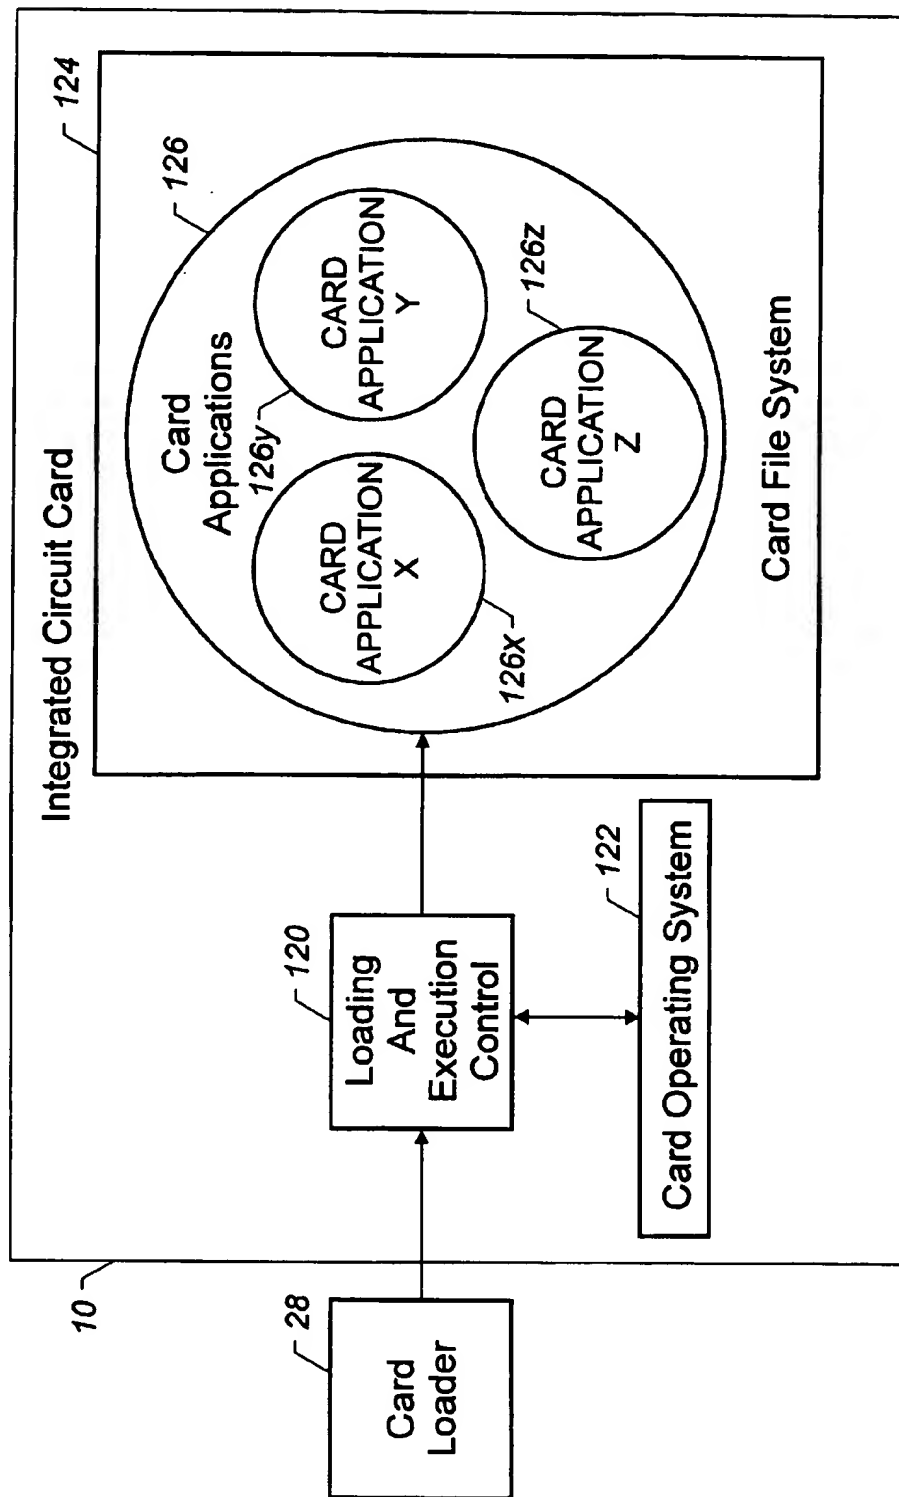 Integrated Circuit Card
10
124
126
Card
Applications
126y
CARD
APPLICATION
X
126x
CARD
APPLICATION
Y
CARD
APPLICATION
Z
126z
Card File System
28
Card
Loader
120
Loading
And
Execution
Control
122
Card Operating System